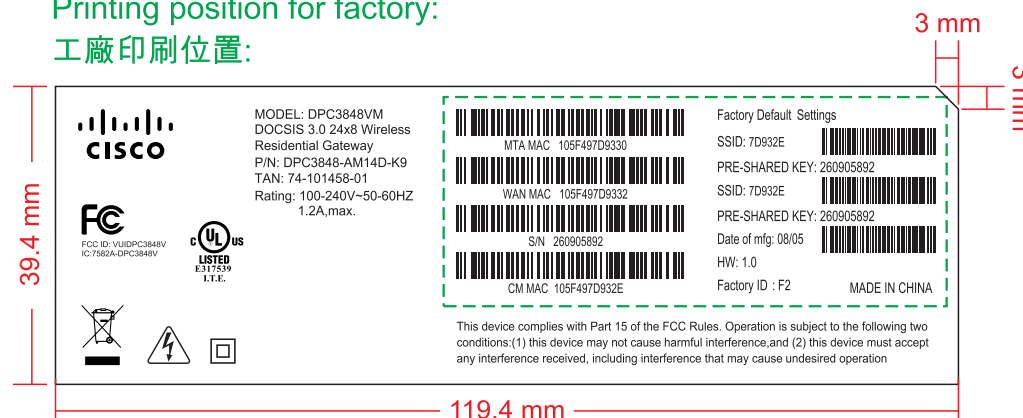 Printing position for factory:
工廠印刷位置:
3 mm
3 mm
39.4 mm
119.4 mm
CISCO
MODEL: DPC3848VM
DOCSIS 3.0 24x8 Wireless
Residential Gateway
P/N: DPC3848-AM14D-K9
TAN: 74-101458-01
Rating: 100-240V~50-60HZ
1.2A,max.
FC
FCC ID: VUIDPC3848V
IC:7582A-DPC3848V
C UL US
LISTED
E317539
I.T.E.
MTA MAC 105F497D9330
WAN MAC 105F497D9332
S/N 260905892
CM MAC 105F497D932E
Factory Default Settings
SSID: 7D932E
PRE-SHARED KEY: 260905892
SSID: 7D932E
PRE-SHARED KEY: 260905892
Date of mfg: 08/05
HW: 1.0
Factory ID : F2
MADE IN CHINA
This device complies with Part 15 of the FCC Rules. Operation is subject to the following two
conditions:(1) this device may not cause harmful interference,and (2) this device must accept
any interference received, including interference that may cause undesired operation